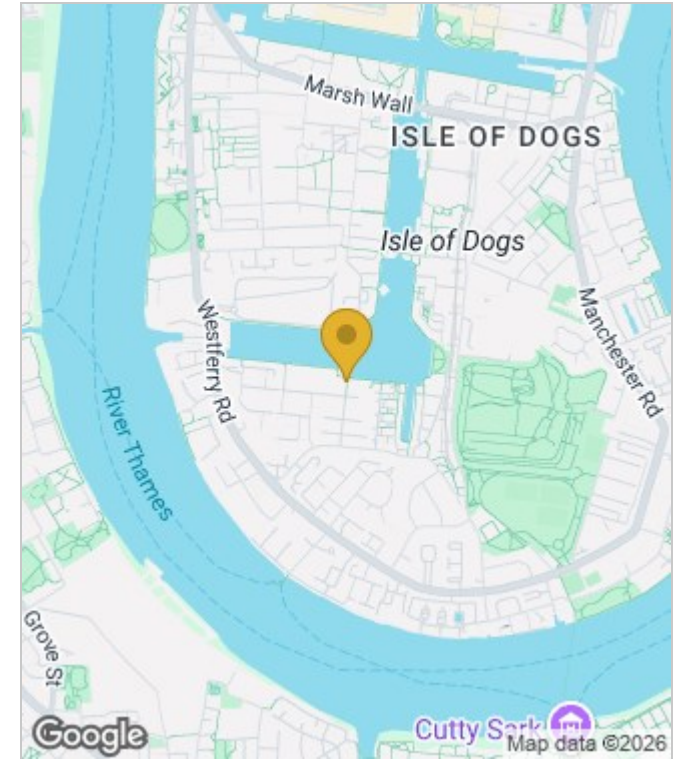 Marsh Wall
ISLE OF DOGS
Isle of Dogs
Manchester Rd
Westferry Rd
River Thames
Grove St
Cutty Sark
Google
Map data ©2026